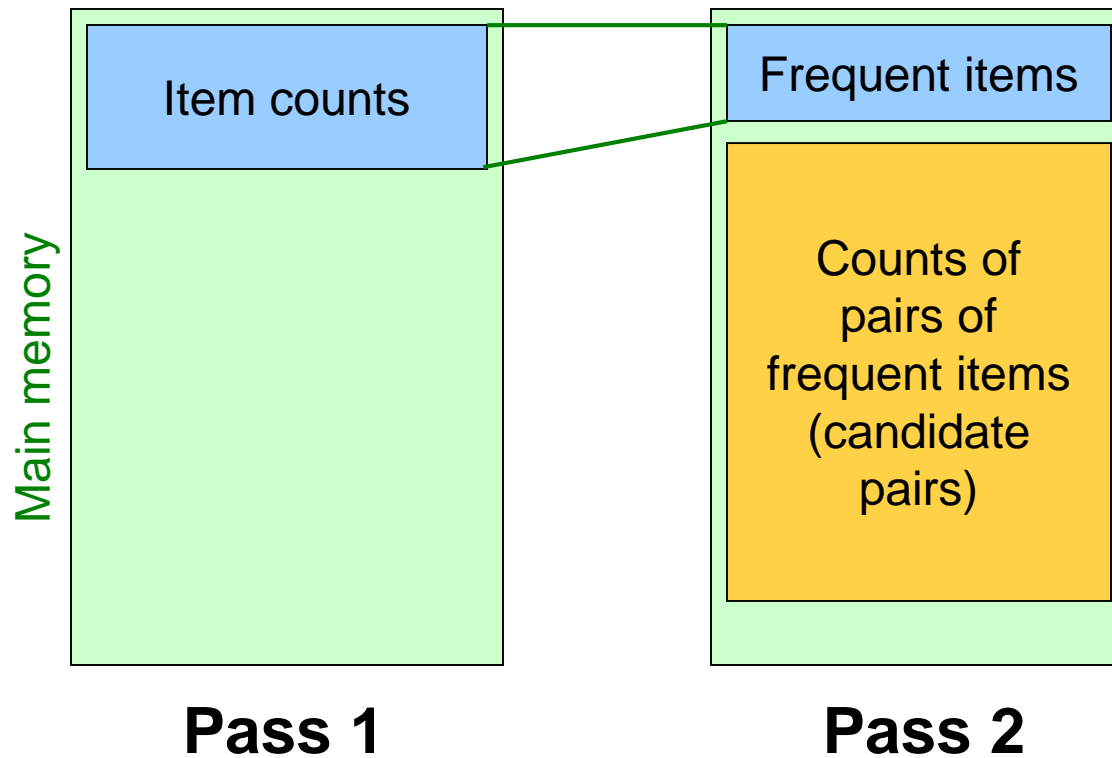 Main memory
Item counts
Frequent items
Counts of
pairs of
frequent items
(candidate
pairs)
Pass 1
Pass 2